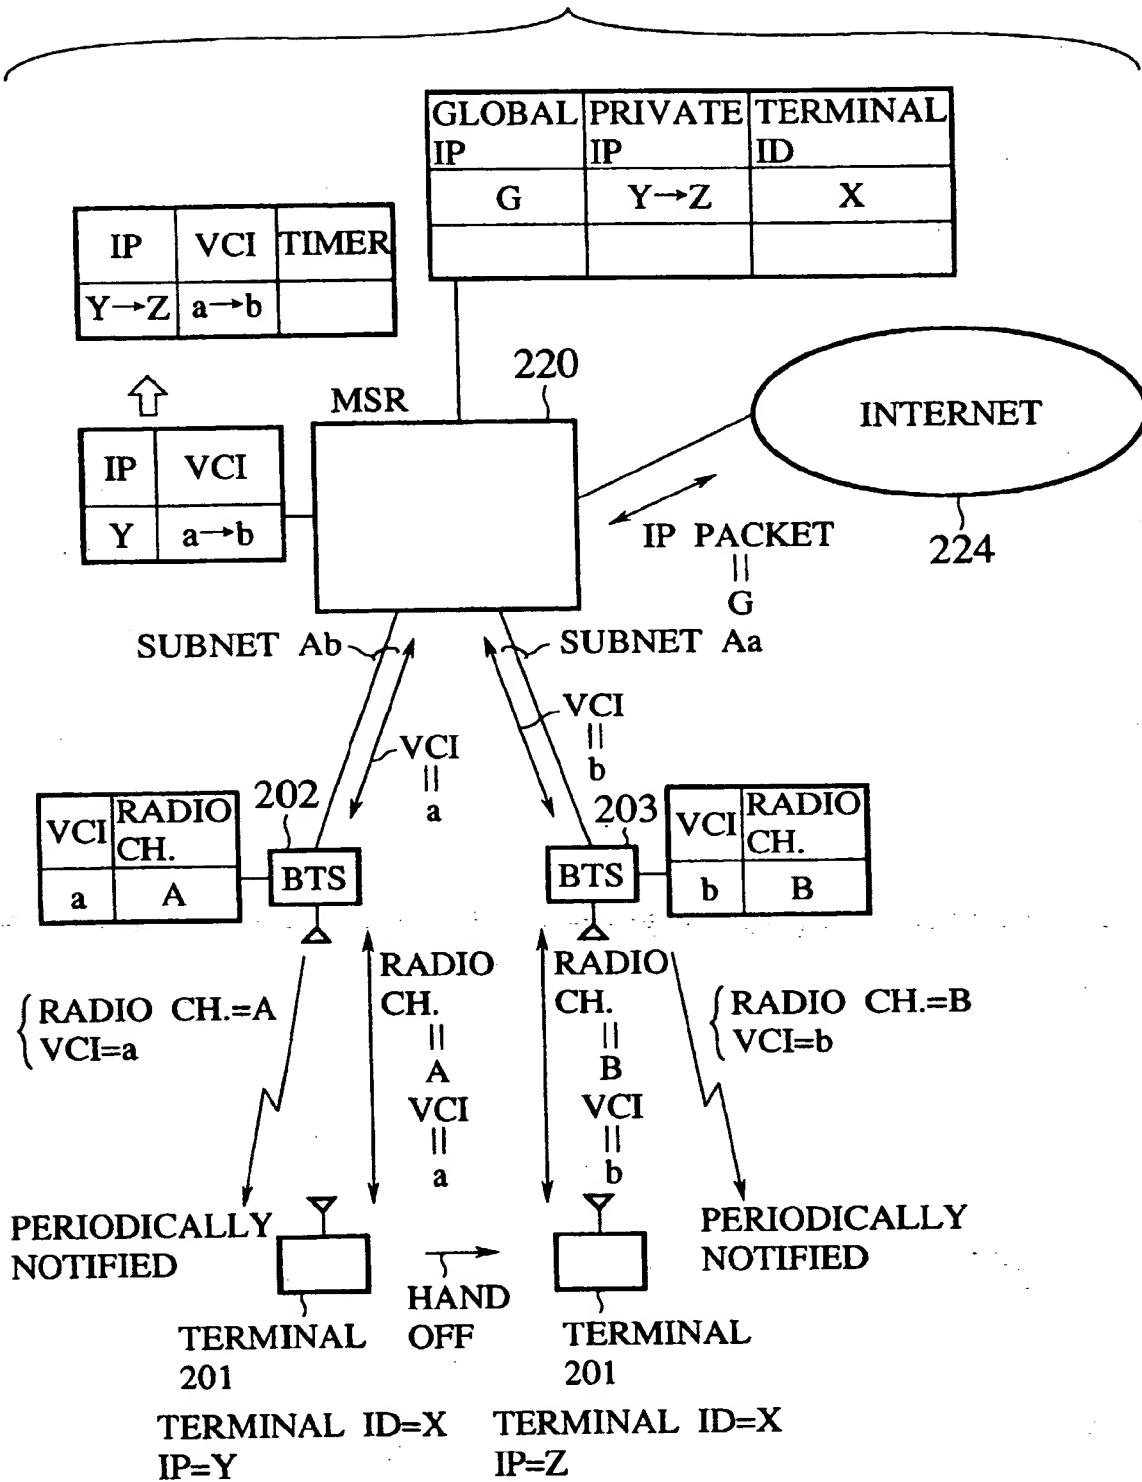 GLOBAL IP PRIVATE IP TERMINAL ID
G Y→Z X
IP VCI TIMER
Y→Z a→b
220
MSR
INTERNET
IP VCI
Y a→b
IP PACKET
||
G
224
SUBNET Ab
SUBNET Aa
VCI
||
b
VCI
||
a
202
203
VCI RADIO CH.
a A
BTS
BTS
VCI RADIO CH.
b B
RADIO CH.=A
VCI=a
RADIO
CH.
||
A
VCI
||
a
RADIO
CH.
||
B
VCI
||
b
RADIO CH.=B
VCI=b
PERIODICALLY
NOTIFIED
PERIODICALLY
NOTIFIED
HAND
OFF
TERMINAL
201
TERMINAL
201
TERMINAL ID=X
IP=Y
TERMINAL ID=X
IP=Z